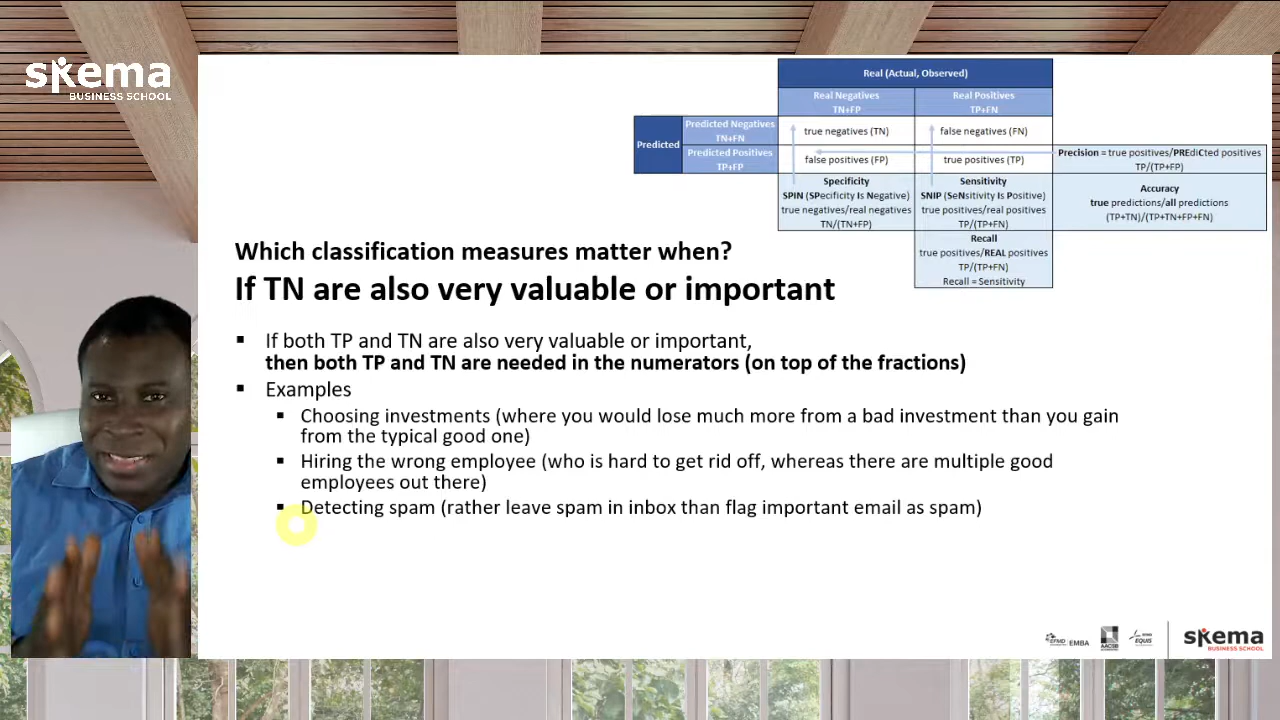 skema
BUSINESS SCHOOL
Real (Actual, Observed)
Real Negatives
TN+FP
Real Positives
TP+FN
Predicted
Predicted Negatives
TN+FN
true negatives (TN)
false negatives (FN)
Predicted Positives
TP+FP
false positives (FP)
true positives (TP)
Precision = true positives/PREdiCted positives
TP/(TP+FP)
Specificity
SPIN (SPecificity Is Negative)
true negatives/real negatives
TN/(TN+FP)
Sensitivity
SNIP (SeNsitivity Is Positive)
true positives/real positives
TP/(TP+FN)
Accuracy
true predictions/all predictions
(TP+TN)/(TP+TN+FP+FN)
Recall
true positives/REAL positives
TP/(TP+FN)
Recall = Sensitivity
Which classification measures matter when?
If TN are also very valuable or important
▪ If both TP and TN are also very valuable or important,
then both TP and TN are needed in the numerators (on top of the fractions)
▪ Examples
▪ Choosing investments (where you would lose much more from a bad investment than you gain
from the typical good one)
▪ Hiring the wrong employee (who is hard to get rid off, whereas there are multiple good
employees out there)
▪ Detecting spam (rather leave spam in inbox than flag important email as spam)
EFMD
EMBA
AACSB
EQUIS
skema
BUSINESS SCHOOL